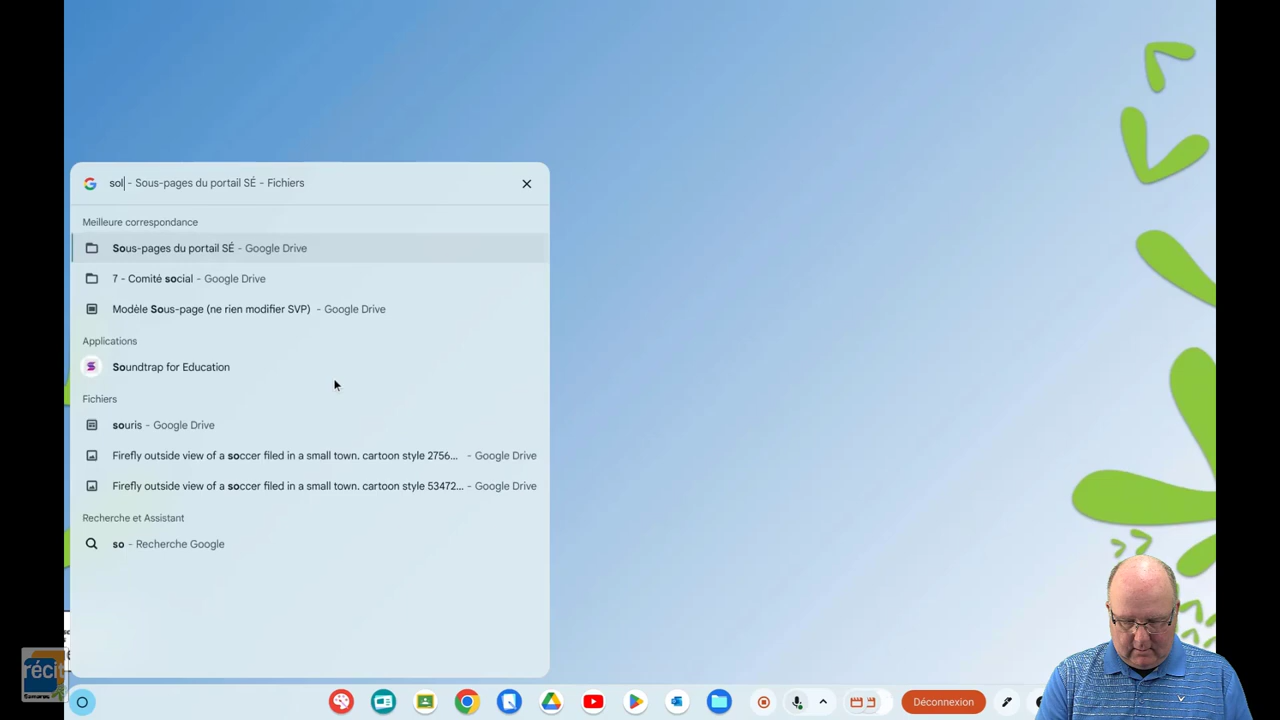 sol - Sous-pages du portail SÉ - Fichiers
Meilleure correspondance
Sous-pages du portail SÉ - Google Drive
7 - Comité social - Google Drive
Modèle Sous-page (ne rien modifier SVP) - Google Drive
Applications
Soundtrap for Education
Fichiers
souris - Google Drive
Firefly outside view of a soccer filed in a small town. cartoon style 2756... - Google Drive
Firefly outside view of a soccer filed in a small town. cartoon style 53472... - Google Drive
Recherche et Assistant
so - Recherche Google
récit
Déconnexion